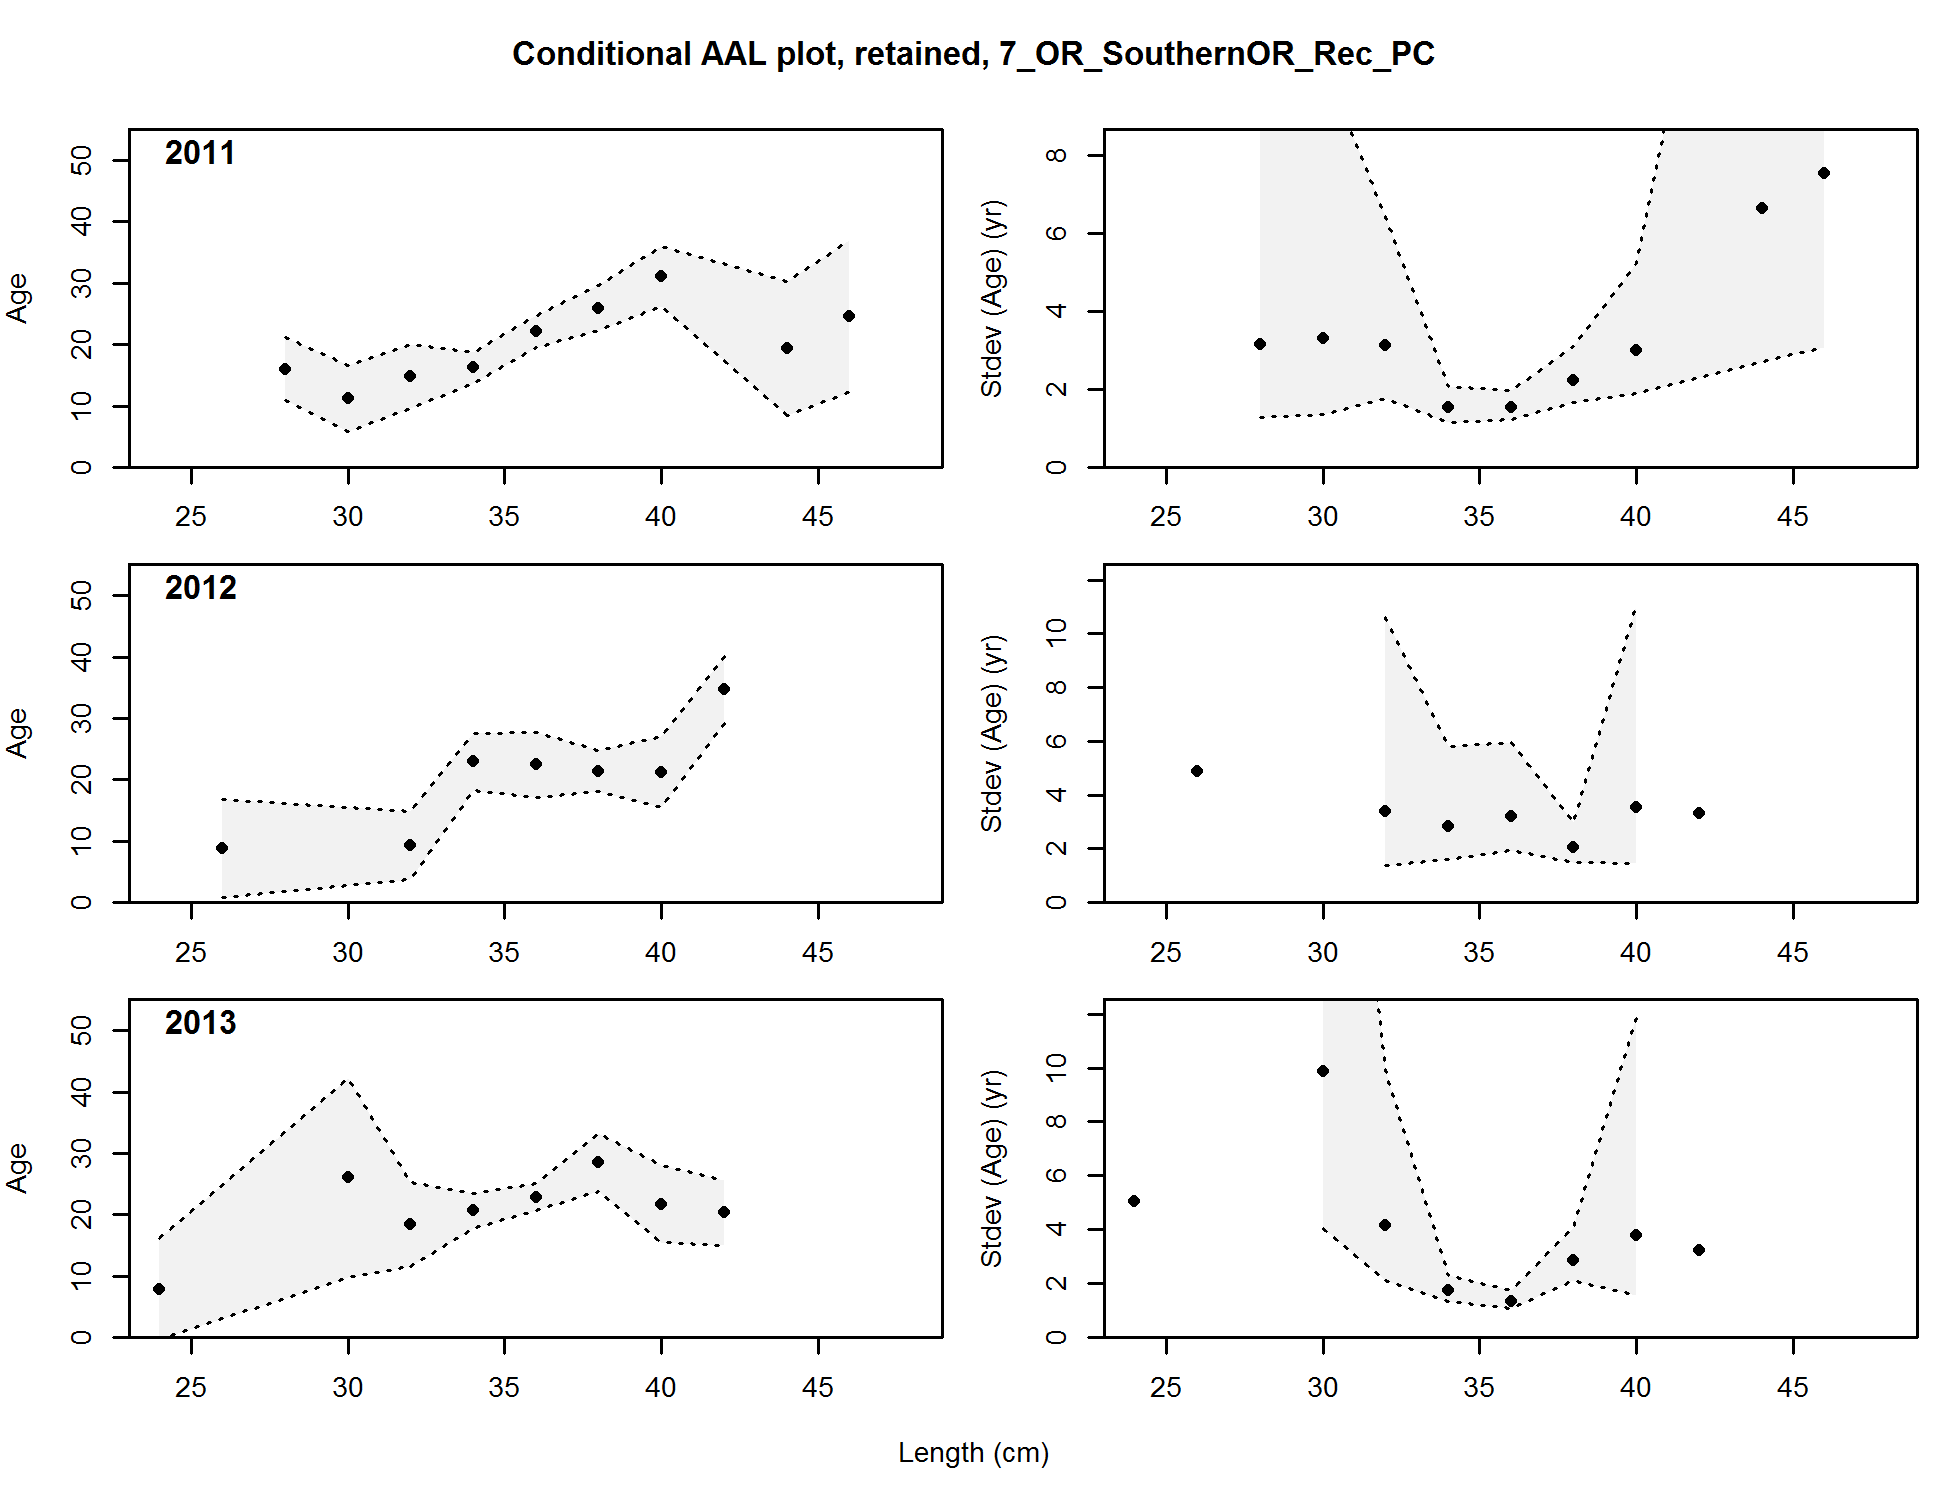 Conditional AAL plot, retained, 7_OR_SouthernOR_Rec_PC
2011
Age
0 10 20 30 40 50
25 30 35 40 45
Stdev (Age) (yr)
0 2 4 6 8
25 30 35 40 45
2012
Age
0 10 20 30 40 50
25 30 35 40 45
Stdev (Age) (yr)
0 2 4 6 8 10
25 30 35 40 45
2013
Age
0 10 20 30 40 50
25 30 35 40 45
Stdev (Age) (yr)
0 2 4 6 8 10
25 30 35 40 45
Length (cm)